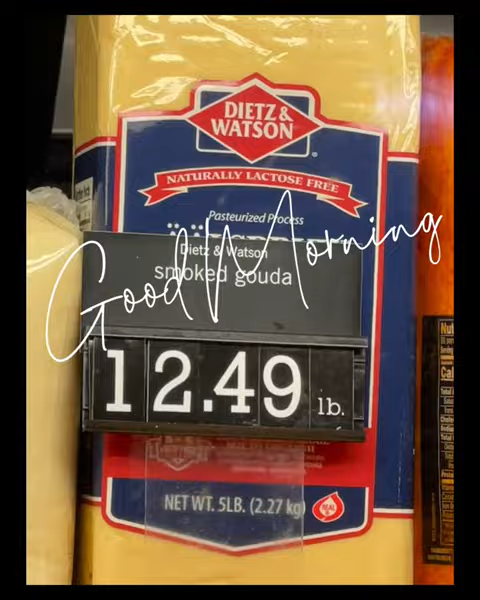 DIETZ &
WATSON
NATURALLY LACTOSE FREE
Pasteurized Process
Dietz & Watson
smoked gouda
Good Morning
12.49 lb.
NET WT. 5LB. (2.27 kg)
REAL